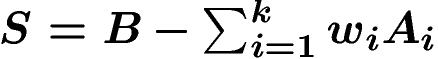 S = B − ∑_{i=1}^{k} w_i A_i